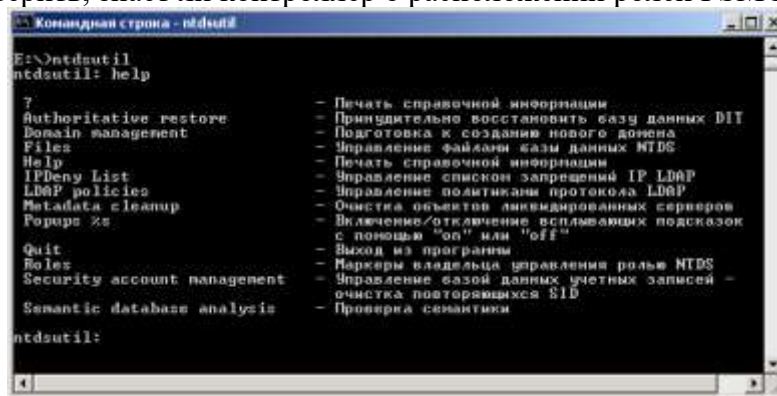 Командная строка - ntdsutil
E:\>ntdsutil
ntdsutil: help
? - Печать справочной информации
Authoritative restore - Принудительно восстановить базу данных DIT
Domain management - Подготовка к созданию нового домена
Files - Управление файлами базы данных NTDS
Help - Печать справочной информации
IPDeny List - Управление списком запрещений IP LDAP
LDAP policies - Управление политиками протокола LDAP
Metadata cleanup - Очистка объектов ликвидированных серверов
Popups %s - Включение/отключение всплывающих подсказок
с помощью "on" или "off"
Quit - Выход из программы
Roles - Маркеры владельца управления ролью NTDS
Security account management - Управление базой данных учетных записей -
очистка повторяющихся SID
Semantic database analysis - Проверка семантики
ntdsutil: